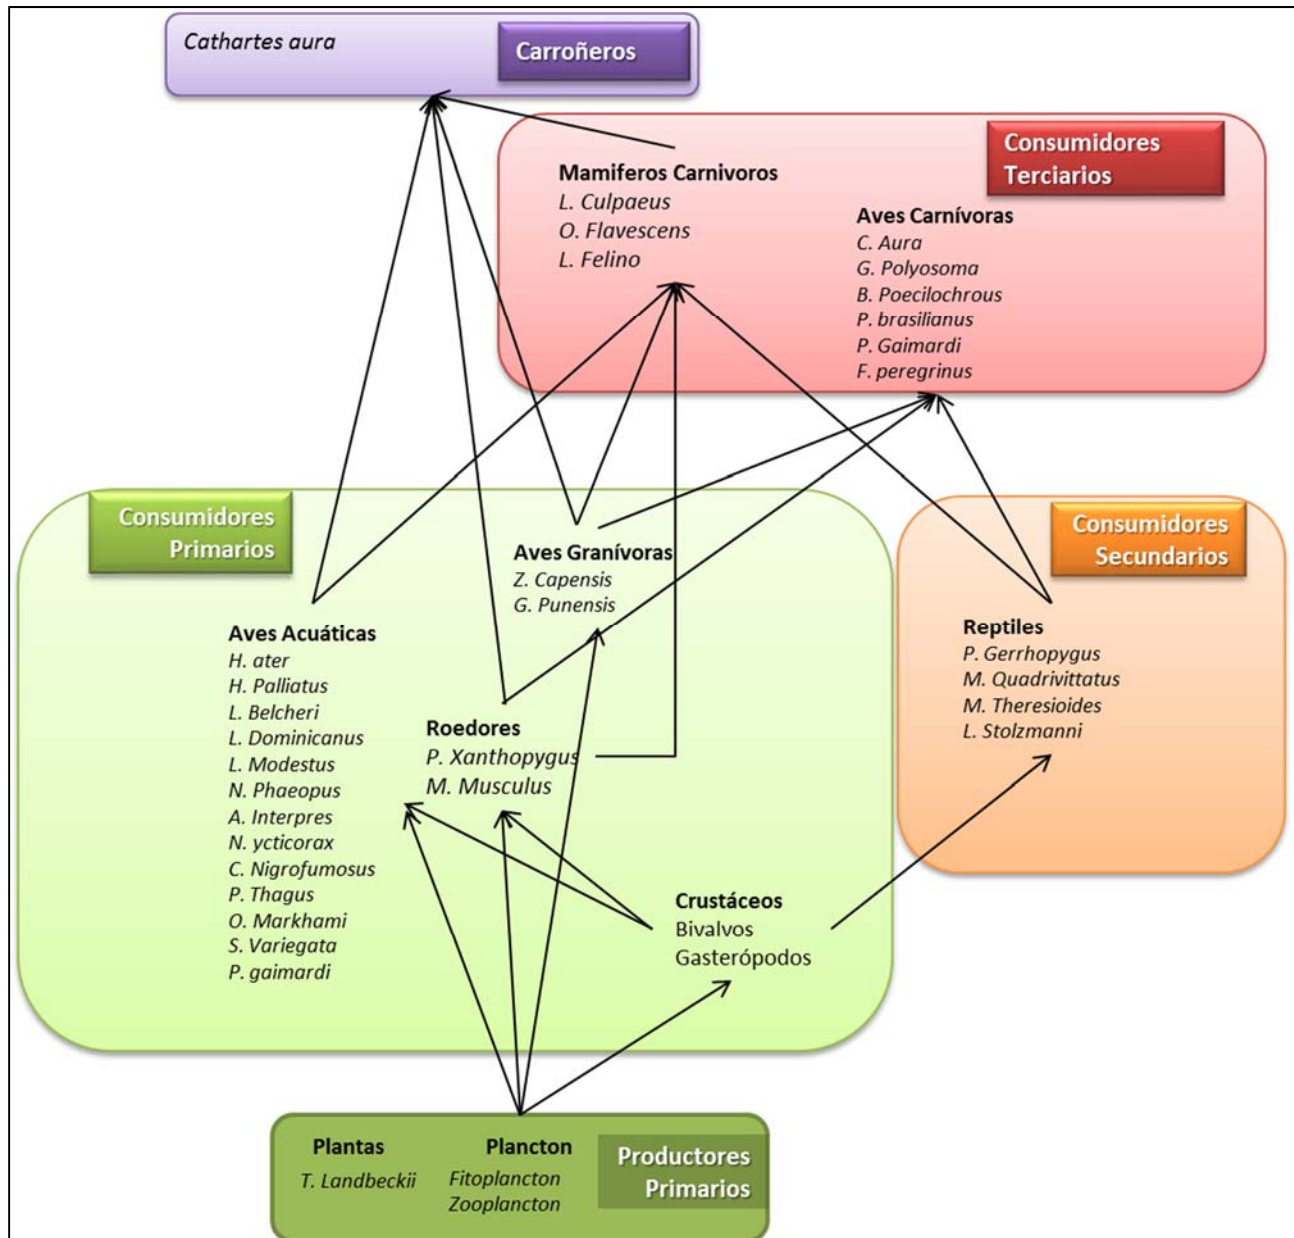 Cathartes aura
Carroñeros
Consumidores
Terciarios
Mamiferos Carnivoros
L. Culpaeus
O. Flavescens
L. Felino
Aves Carnívoras
C. Aura
G. Polyosoma
B. Poecilochrous
P. brasilianus
P. Gaimardi
F. peregrinus
Consumidores
Primarios
Aves Granívoras
Z. Capensis
G. Punensis
Aves Acuáticas
H. ater
H. Palliatus
L. Belcheri
L. Dominicanus
L. Modestus
N. Phaeopus
A. Interpres
N. ycticorax
C. Nigrofumosus
P. Thagus
O. Markhami
S. Variegata
P. gaimardi
Roedores
P. Xanthopygus
M. Musculus
Crustáceos
Bivalvos
Gasterópodos
Consumidores
Secundarios
Reptiles
P. Gerrhopygus
M. Quadrivittatus
M. Theresioides
L. Stolzmanni
Plantas
T. Landbeckii
Plancton
Fitoplancton
Zooplancton
Productores
Primarios